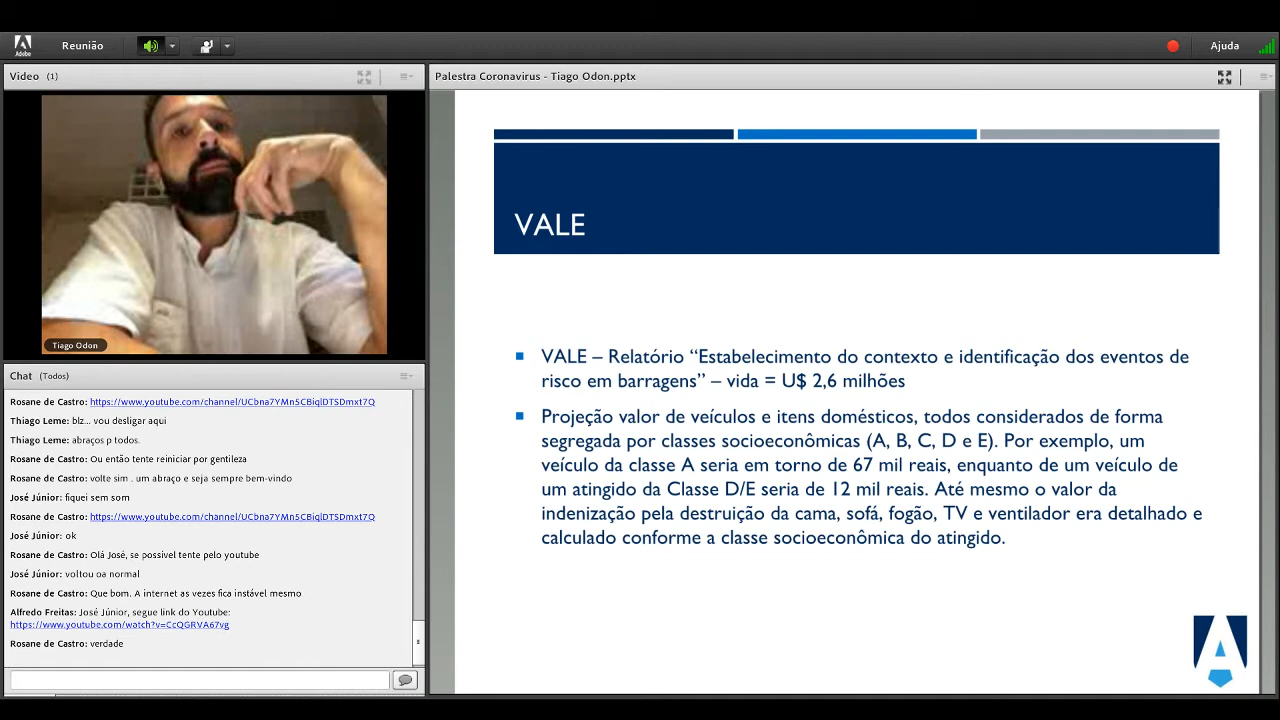 Adobe
Reunião
Ajuda
Video (1)
Tiago Odon
Chat (Todos)
Rosane de Castro: https://www.youtube.com/channel/UCbna7YMn5CBiqlDTSDmxt7Q
Thiago Leme: blz... vou desligar aqui
Thiago Leme: abraços p todos.
Rosane de Castro: Ou então tente reiniciar por gentileza
Rosane de Castro: volte sim . um abraço e seja sempre bem-vindo
José Júnior: fiquei sem som
Rosane de Castro: https://www.youtube.com/channel/UCbna7YMn5CBiqlDTSDmxt7Q
José Júnior: ok
Rosane de Castro: Olá José, se possível tente pelo youtube
José Júnior: voltou oa normal
Rosane de Castro: Que bom. A internet as vezes fica instável mesmo
Alfredo Freitas: José Júnior, segue link do Youtube:
https://www.youtube.com/watch?v=CcQGRVA67vg
Rosane de Castro: verdade
Palestra Coronavirus - Tiago Odon.pptx
VALE
VALE – Relatório “Estabelecimento do contexto e identificação dos eventos de
risco em barragens” – vida = U$ 2,6 milhões
Projeção valor de veículos e itens domésticos, todos considerados de forma
segregada por classes socioeconômicas (A, B, C, D e E). Por exemplo, um
veículo da classe A seria em torno de 67 mil reais, enquanto de um veículo de
um atingido da Classe D/E seria de 12 mil reais. Até mesmo o valor da
indenização pela destruição da cama, sofá, fogão, TV e ventilador era detalhado e
calculado conforme a classe socioeconômica do atingido.